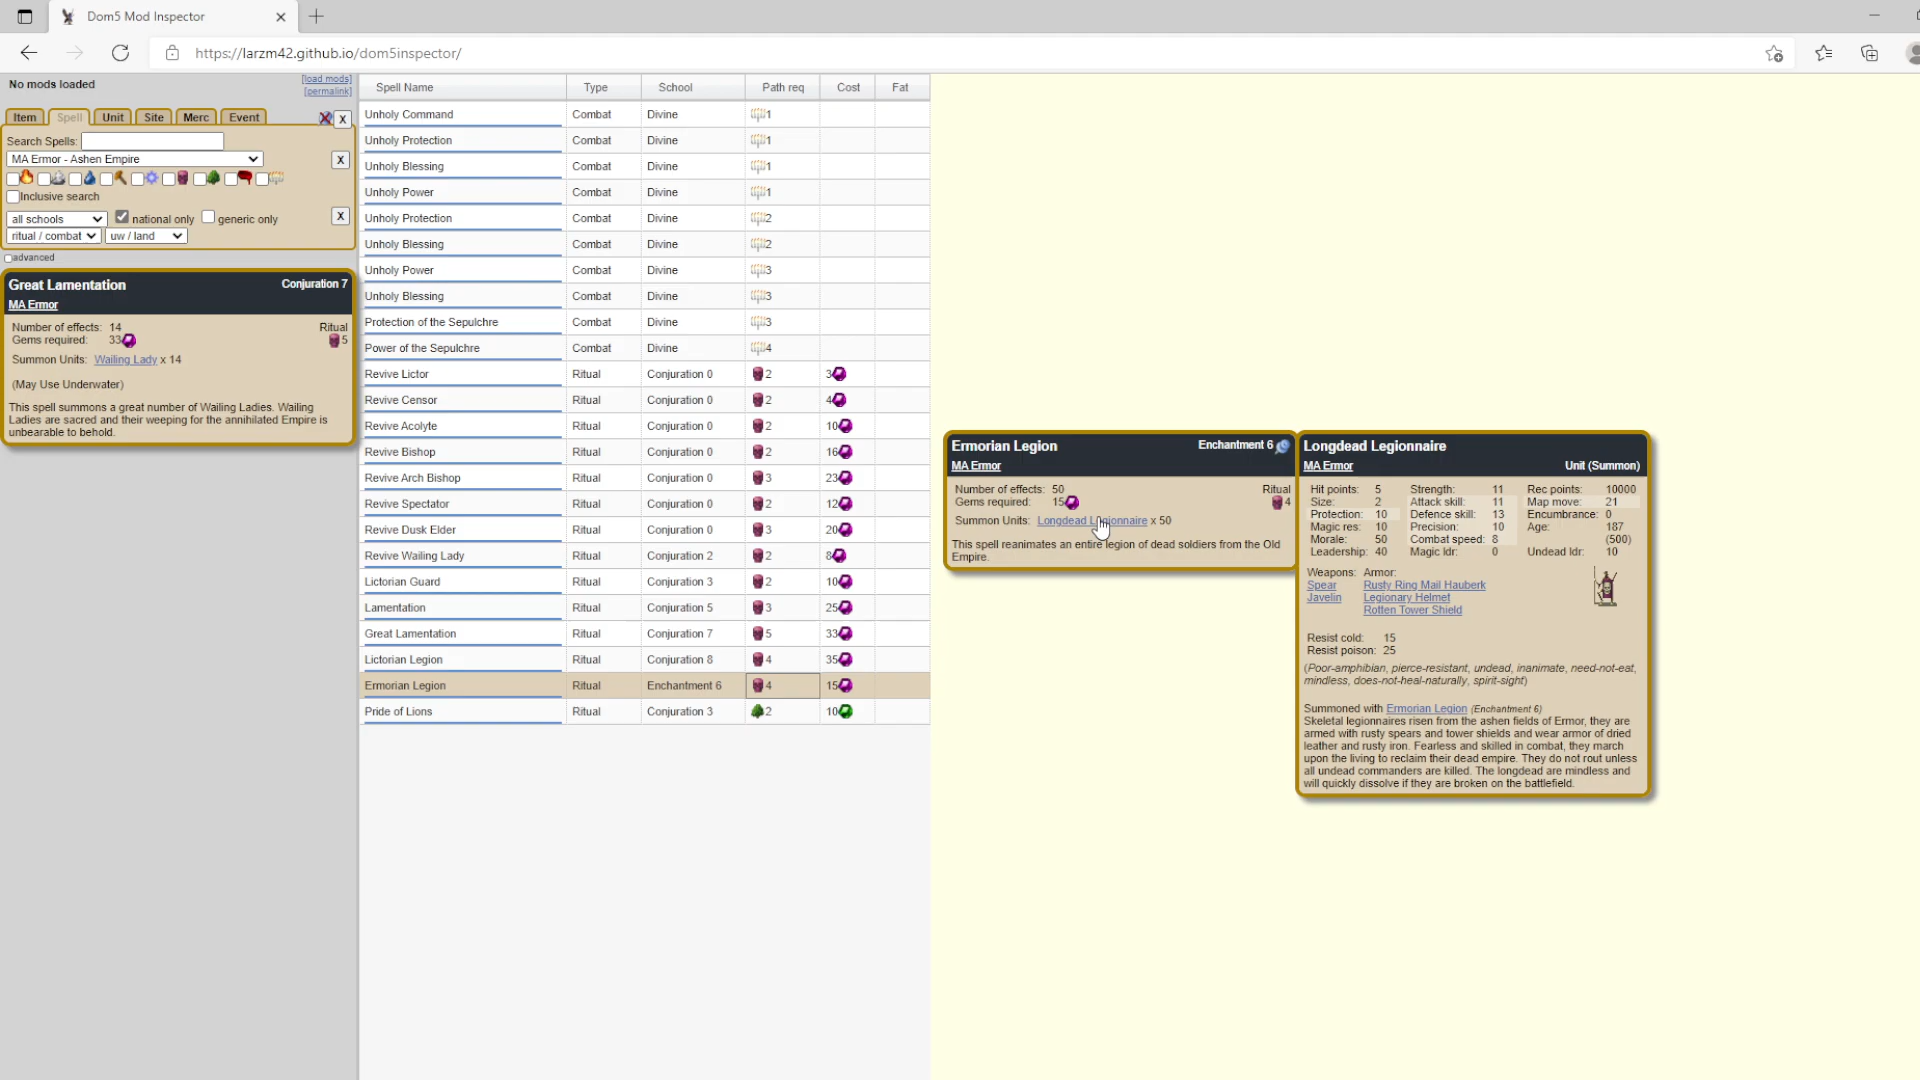 Dom5 Mod Inspector
https://larzm42.github.io/dom5inspector/
No mods loaded
[load mods]
[permalink]
Item Spell Unit Site Merc Event X
Search Spells:
MA Ermor - Ashen Empire X
Inclusive search
all schools national only generic only X
ritual / combat uw / land
advanced
Great Lamentation Conjuration 7
MA Ermor
Number of effects: 14 Ritual
Gems required: 33 5
Summon Units: Wailing Lady x 14
(May Use Underwater)
This spell summons a great number of Wailing Ladies. Wailing
Ladies are sacred and their weeping for the annihilated Empire is
unbearable to behold.
Spell Name Type School Path req Cost Fat
Unholy Command Combat Divine 1
Unholy Protection Combat Divine 1
Unholy Blessing Combat Divine 1
Unholy Power Combat Divine 1
Unholy Protection Combat Divine 2
Unholy Blessing Combat Divine 2
Unholy Power Combat Divine 3
Unholy Blessing Combat Divine 3
Protection of the Sepulchre Combat Divine 3
Power of the Sepulchre Combat Divine 4
Revive Lictor Ritual Conjuration 0 2 3
Revive Censor Ritual Conjuration 0 2 4
Revive Acolyte Ritual Conjuration 0 2 10
Revive Bishop Ritual Conjuration 0 2 16
Revive Arch Bishop Ritual Conjuration 0 3 23
Revive Spectator Ritual Conjuration 0 2 12
Revive Dusk Elder Ritual Conjuration 0 3 20
Revive Wailing Lady Ritual Conjuration 2 2 8
Lictorian Guard Ritual Conjuration 3 2 10
Lamentation Ritual Conjuration 5 3 25
Great Lamentation Ritual Conjuration 7 5 33
Lictorian Legion Ritual Conjuration 8 4 35
Ermorian Legion Ritual Enchantment 6 4 15
Pride of Lions Ritual Conjuration 3 2 10
Ermorian Legion Enchantment 6
MA Ermor
Number of effects: 50 Ritual
Gems required: 15 4
Summon Units: Longdead Legionnaire x 50
This spell reanimates an entire legion of dead soldiers from the Old
Empire.
Longdead Legionnaire
MA Ermor Unit (Summon)
Hit points: 5 Strength: 11 Rec points: 10000
Size: 2 Attack skill: 11 Map move: 21
Protection: 10 Defence skill: 13 Encumbrance: 0
Magic res: 10 Precision: 10 Age: 187
Morale: 50 Combat speed: 8 (500)
Leadership: 40 Magic ldr: 0 Undead ldr: 10
Weapons: Armor:
Spear Rusty Ring Mail Hauberk
Javelin Legionary Helmet
Rotten Tower Shield
Resist cold: 15
Resist poison: 25
(Poor-amphibian, pierce-resistant, undead, inanimate, need-not-eat,
mindless, does-not-heal-naturally, spirit-sight)
Summoned with Ermorian Legion (Enchantment 6)
Skeletal legionnaires risen from the ashen fields of Ermor, they are
armed with rusty spears and tower shields and wear armor of dried
leather and rusty iron. Fearless and skilled in combat, they march
upon the living to reclaim their dead empire. They do not rout unless
all undead commanders are killed. The longdead are mindless and
will quickly dissolve if they are broken on the battlefield.